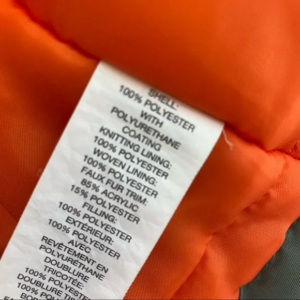 SHELL:
100% POLYESTER
WITH
POLYURETHANE
COATING
KNITTING LINING:
100% POLYESTER
WOVEN LINING:
100% POLYESTER
FAUX FUR TRIM:
85% ACRYLIC
15% POLYESTER
FILLING:
100% POLYESTER
EXTERIEUR:
100% POLYESTER
AVEC
REVÊTEMENT EN
POLYURETHANE
DOUBLURE
TRICOTÉE:
100% POLYESTER
DOUBLURE
100% POLYESTER